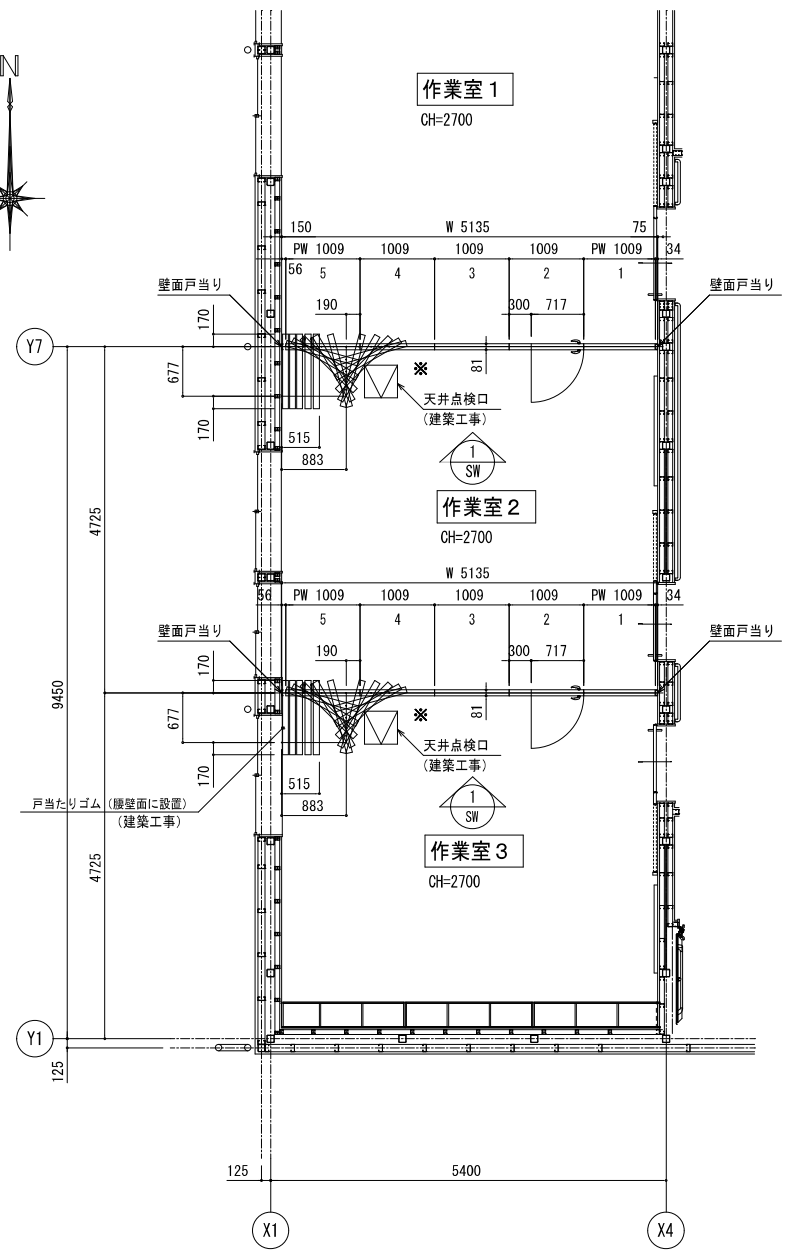 N
作業室1
CH=2700
150
W 5135
75
PW 1009
1009
1009
1009
PW 1009
34
56
5
4
3
2
1
壁面戸当り
壁面戸当り
190
300
717
170
Y7
677
※
81
天井点検口
(建築工事)
170
515
883
1
SW
作業室2
CH=2700
4725
W 5135
56
PW 1009
1009
1009
1009
PW 1009
34
5
4
3
2
1
壁面戸当り
壁面戸当り
190
300
717
170
9450
677
※
81
天井点検口
(建築工事)
170
515
883
戸当たりゴム (腰壁面に設置)
(建築工事)
1
SW
作業室3
CH=2700
4725
Y1
125
125
5400
X1
X4